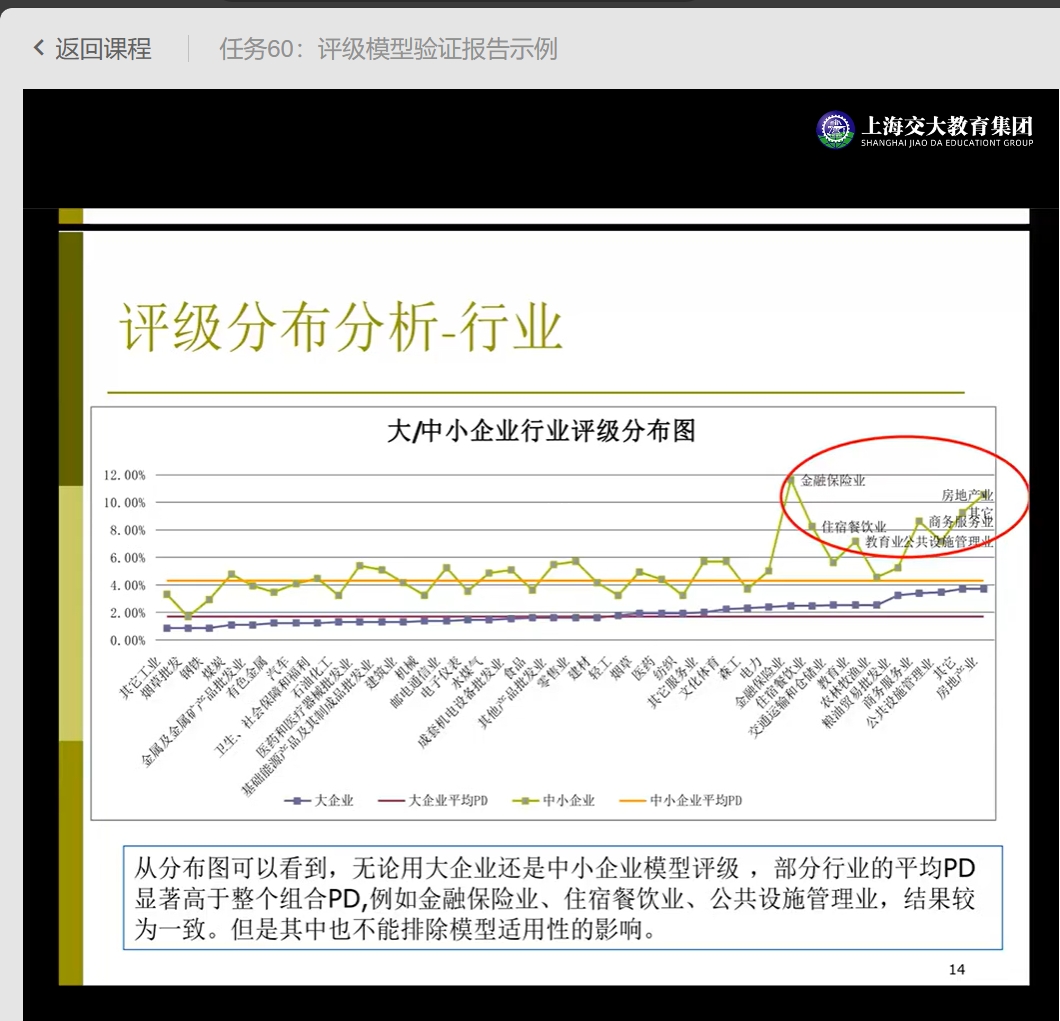 返回课程
任务60：评级模型验证报告示例
上海交大教育集团
SHANGHAI JIAO DA EDUCATIONT GROUP
评级分布分析-行业
大/中小企业行业评级分布图
12.00%
10.00%
8.00%
6.00%
4.00%
2.00%
0.00%
金融保险业
住宿餐饮业
教育业
房地产业
其它
商务服务业
公共设施管理业
其它工业
烟草批发
钢铁
煤炭
金属及金属矿产品批发业
有色金属
汽车
卫生、社会保障和福利
石油化工
医药和医疗器械批发业
基础能源产品及其制成品批发业
建筑业
机械
邮电通信业
电子仪表
水煤气
成套机电设备批发业
食品
其他产品批发业
零售业
建材
轻工
烟草
医药
纺织
其它服务业
文化体育
森工
电力
金融保险业
住宿餐饮业
交通运输和仓储业
教育业
农林牧渔业
粮油贸易批发业
商务服务业
公共设施管理业
其它
房地产业
大企业
大企业平均PD
中小企业
中小企业平均PD
从分布图可以看到，无论用大企业还是中小企业模型评级 ，部分行业的平均PD
显著高于整个组合PD,例如金融保险业、住宿餐饮业、公共设施管理业，结果较
为一致。但是其中也不能排除模型适用性的影响。
14